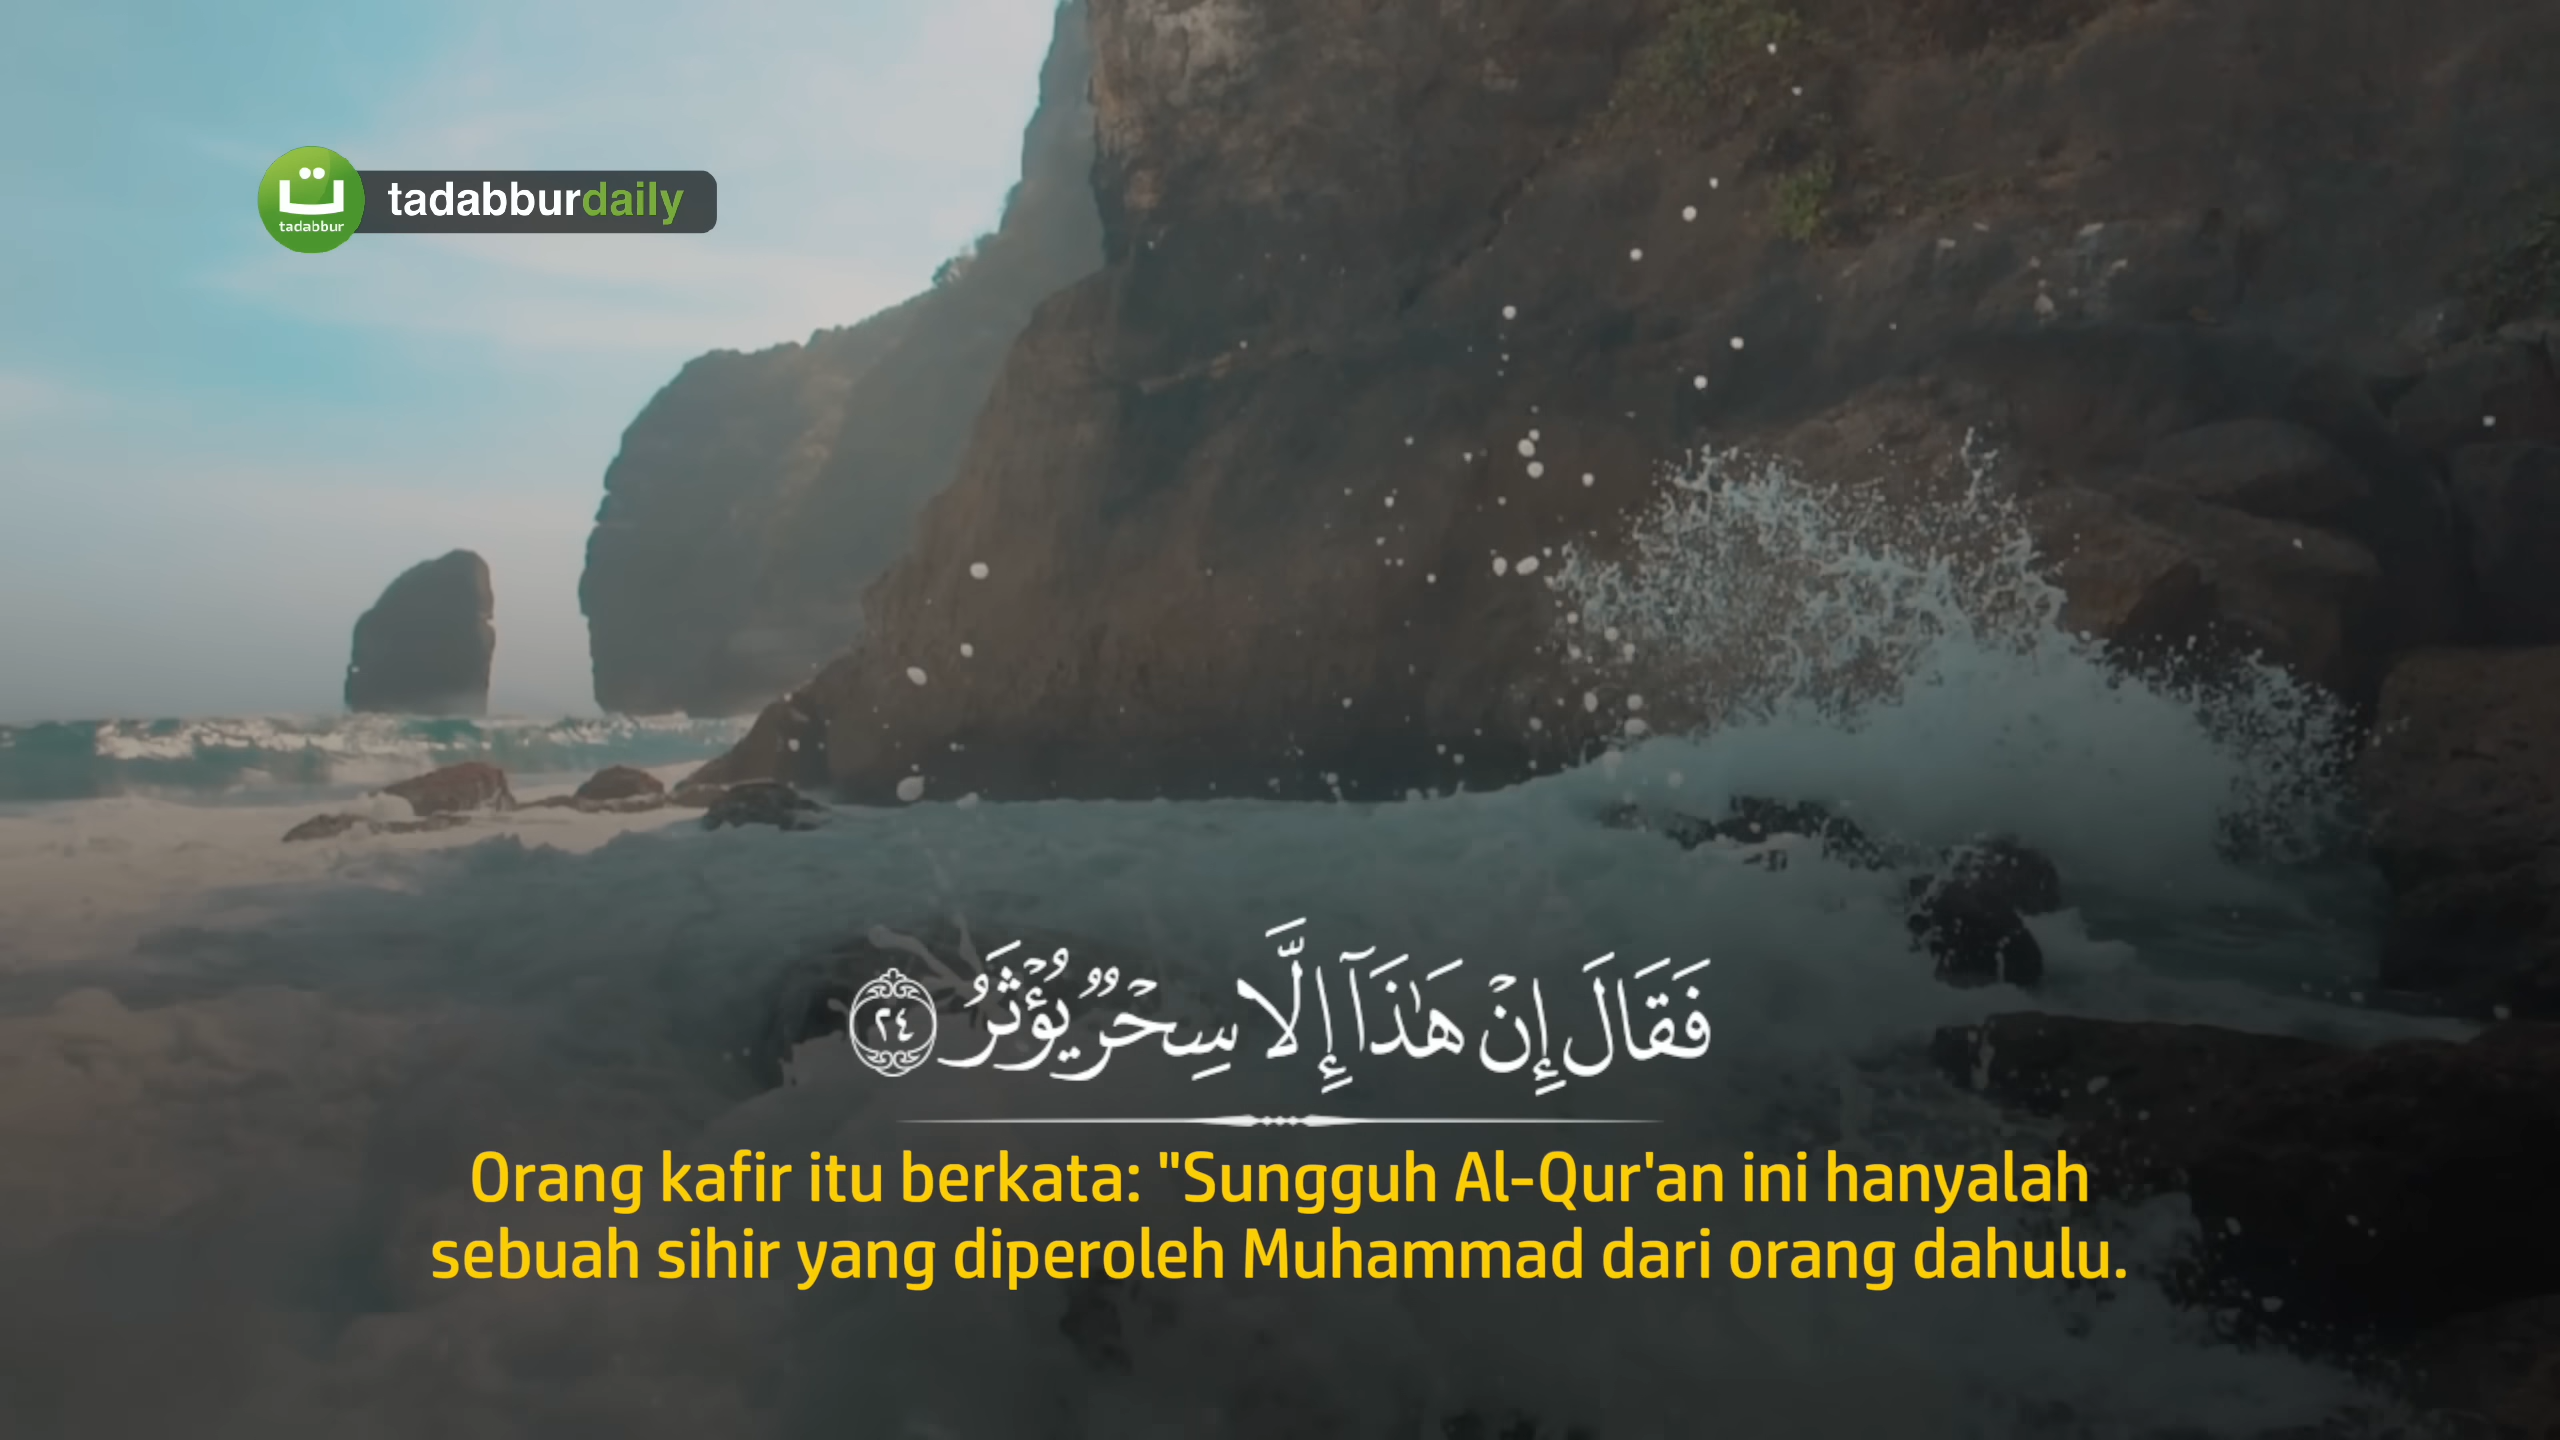 ت
tadabbur
tadabburdaily
فَقَالَ إِنْ هَٰذَآ إِلَّا سِحْرٌ يُؤْثَرُ ٢٤
Orang kafir itu berkata: "Sungguh Al-Qur'an ini hanyalah
sebuah sihir yang diperoleh Muhammad dari orang dahulu.